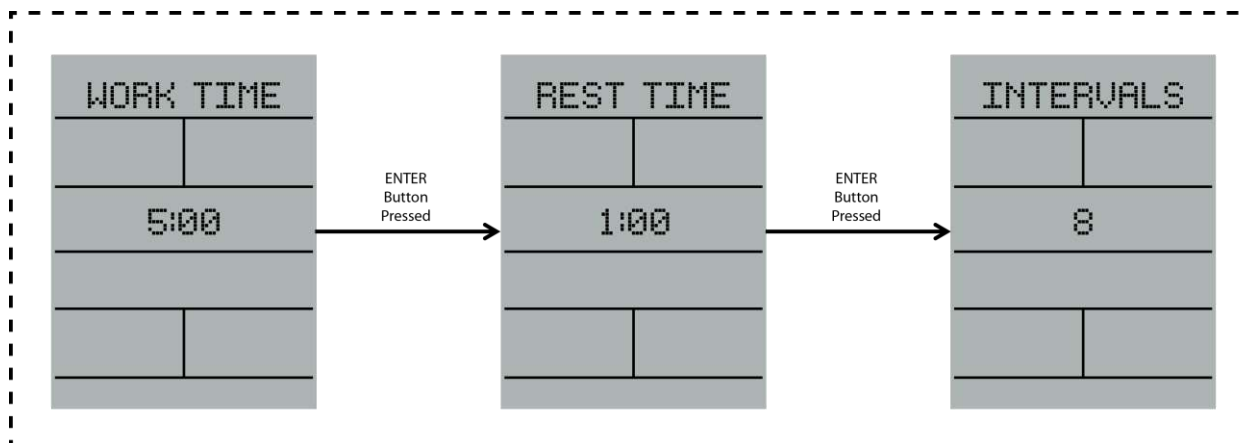 WORK TIME
5:00
ENTER
Button
Pressed
REST TIME
1:00
ENTER
Button
Pressed
INTERVALS
8